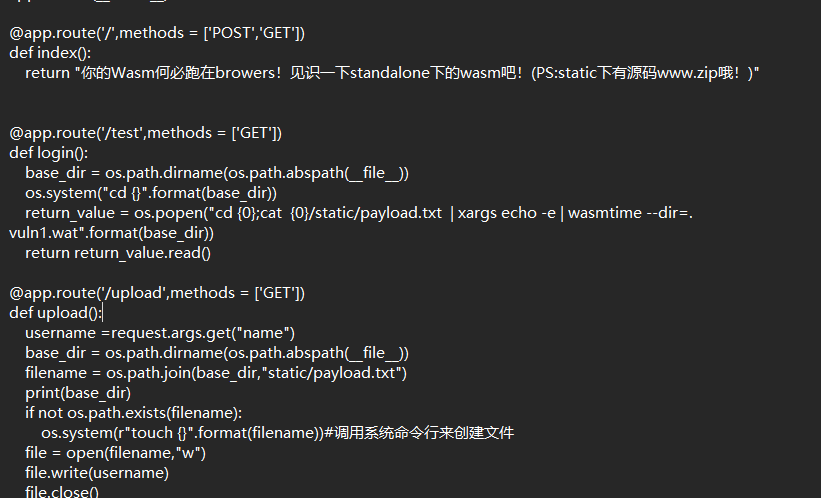 @app.route('/',methods = ['POST','GET'])
def index():
    return "你的Wasm何必跑在browers！见识一下standalone下的wasm吧！(PS:static下有源码www.zip哦！)"
@app.route('/test',methods = ['GET'])
def login():
    base_dir = os.path.dirname(os.path.abspath(__file__))
    os.system("cd {}".format(base_dir))
    return_value = os.popen("cd {0};cat  {0}/static/payload.txt  | xargs echo -e | wasmtime --dir=.
vuln1.wat".format(base_dir))
    return return_value.read()
@app.route('/upload',methods = ['GET'])
def upload():
    username =request.args.get("name")
    base_dir = os.path.dirname(os.path.abspath(__file__))
    filename = os.path.join(base_dir,"static/payload.txt")
    print(base_dir)
    if not os.path.exists(filename):
        os.system(r"touch {}".format(filename))#调用系统命令行来创建文件
    file = open(filename,"w")
    file.write(username)
    file.close()